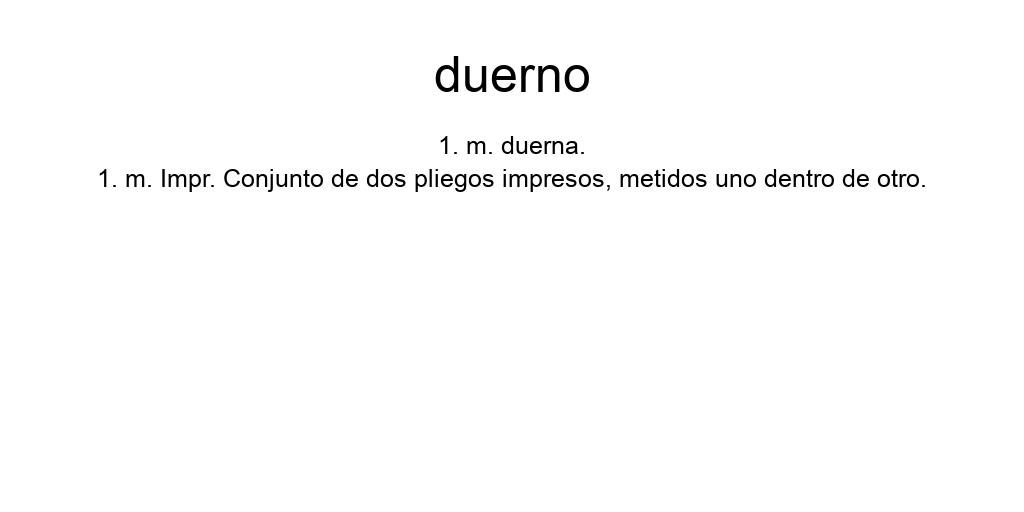 duerno
1. m. duerna.
1. m. Impr. Conjunto de dos pliegos impresos, metidos uno dentro de otro.